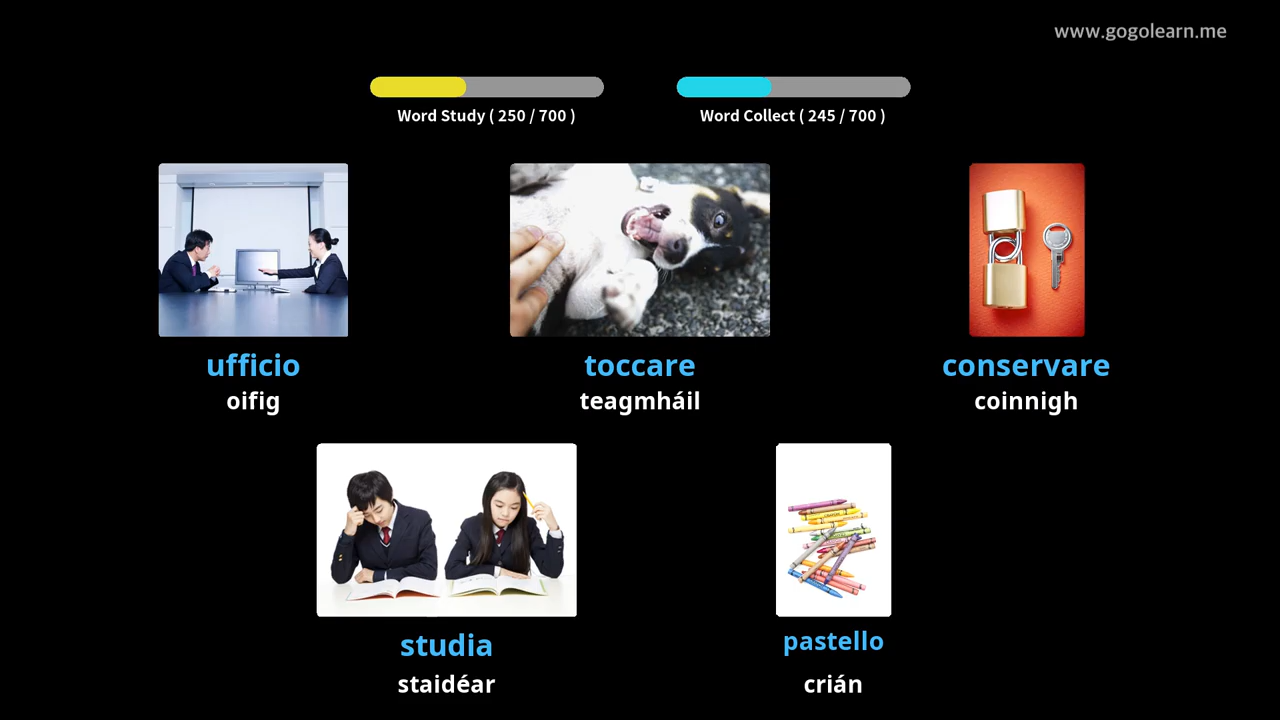 www.gogolearn.me
Word Study ( 250 / 700 )
Word Collect ( 245 / 700 )
ufficio
oifig
toccare
teagmháil
conservare
coinnigh
studia
staidéar
pastello
crián